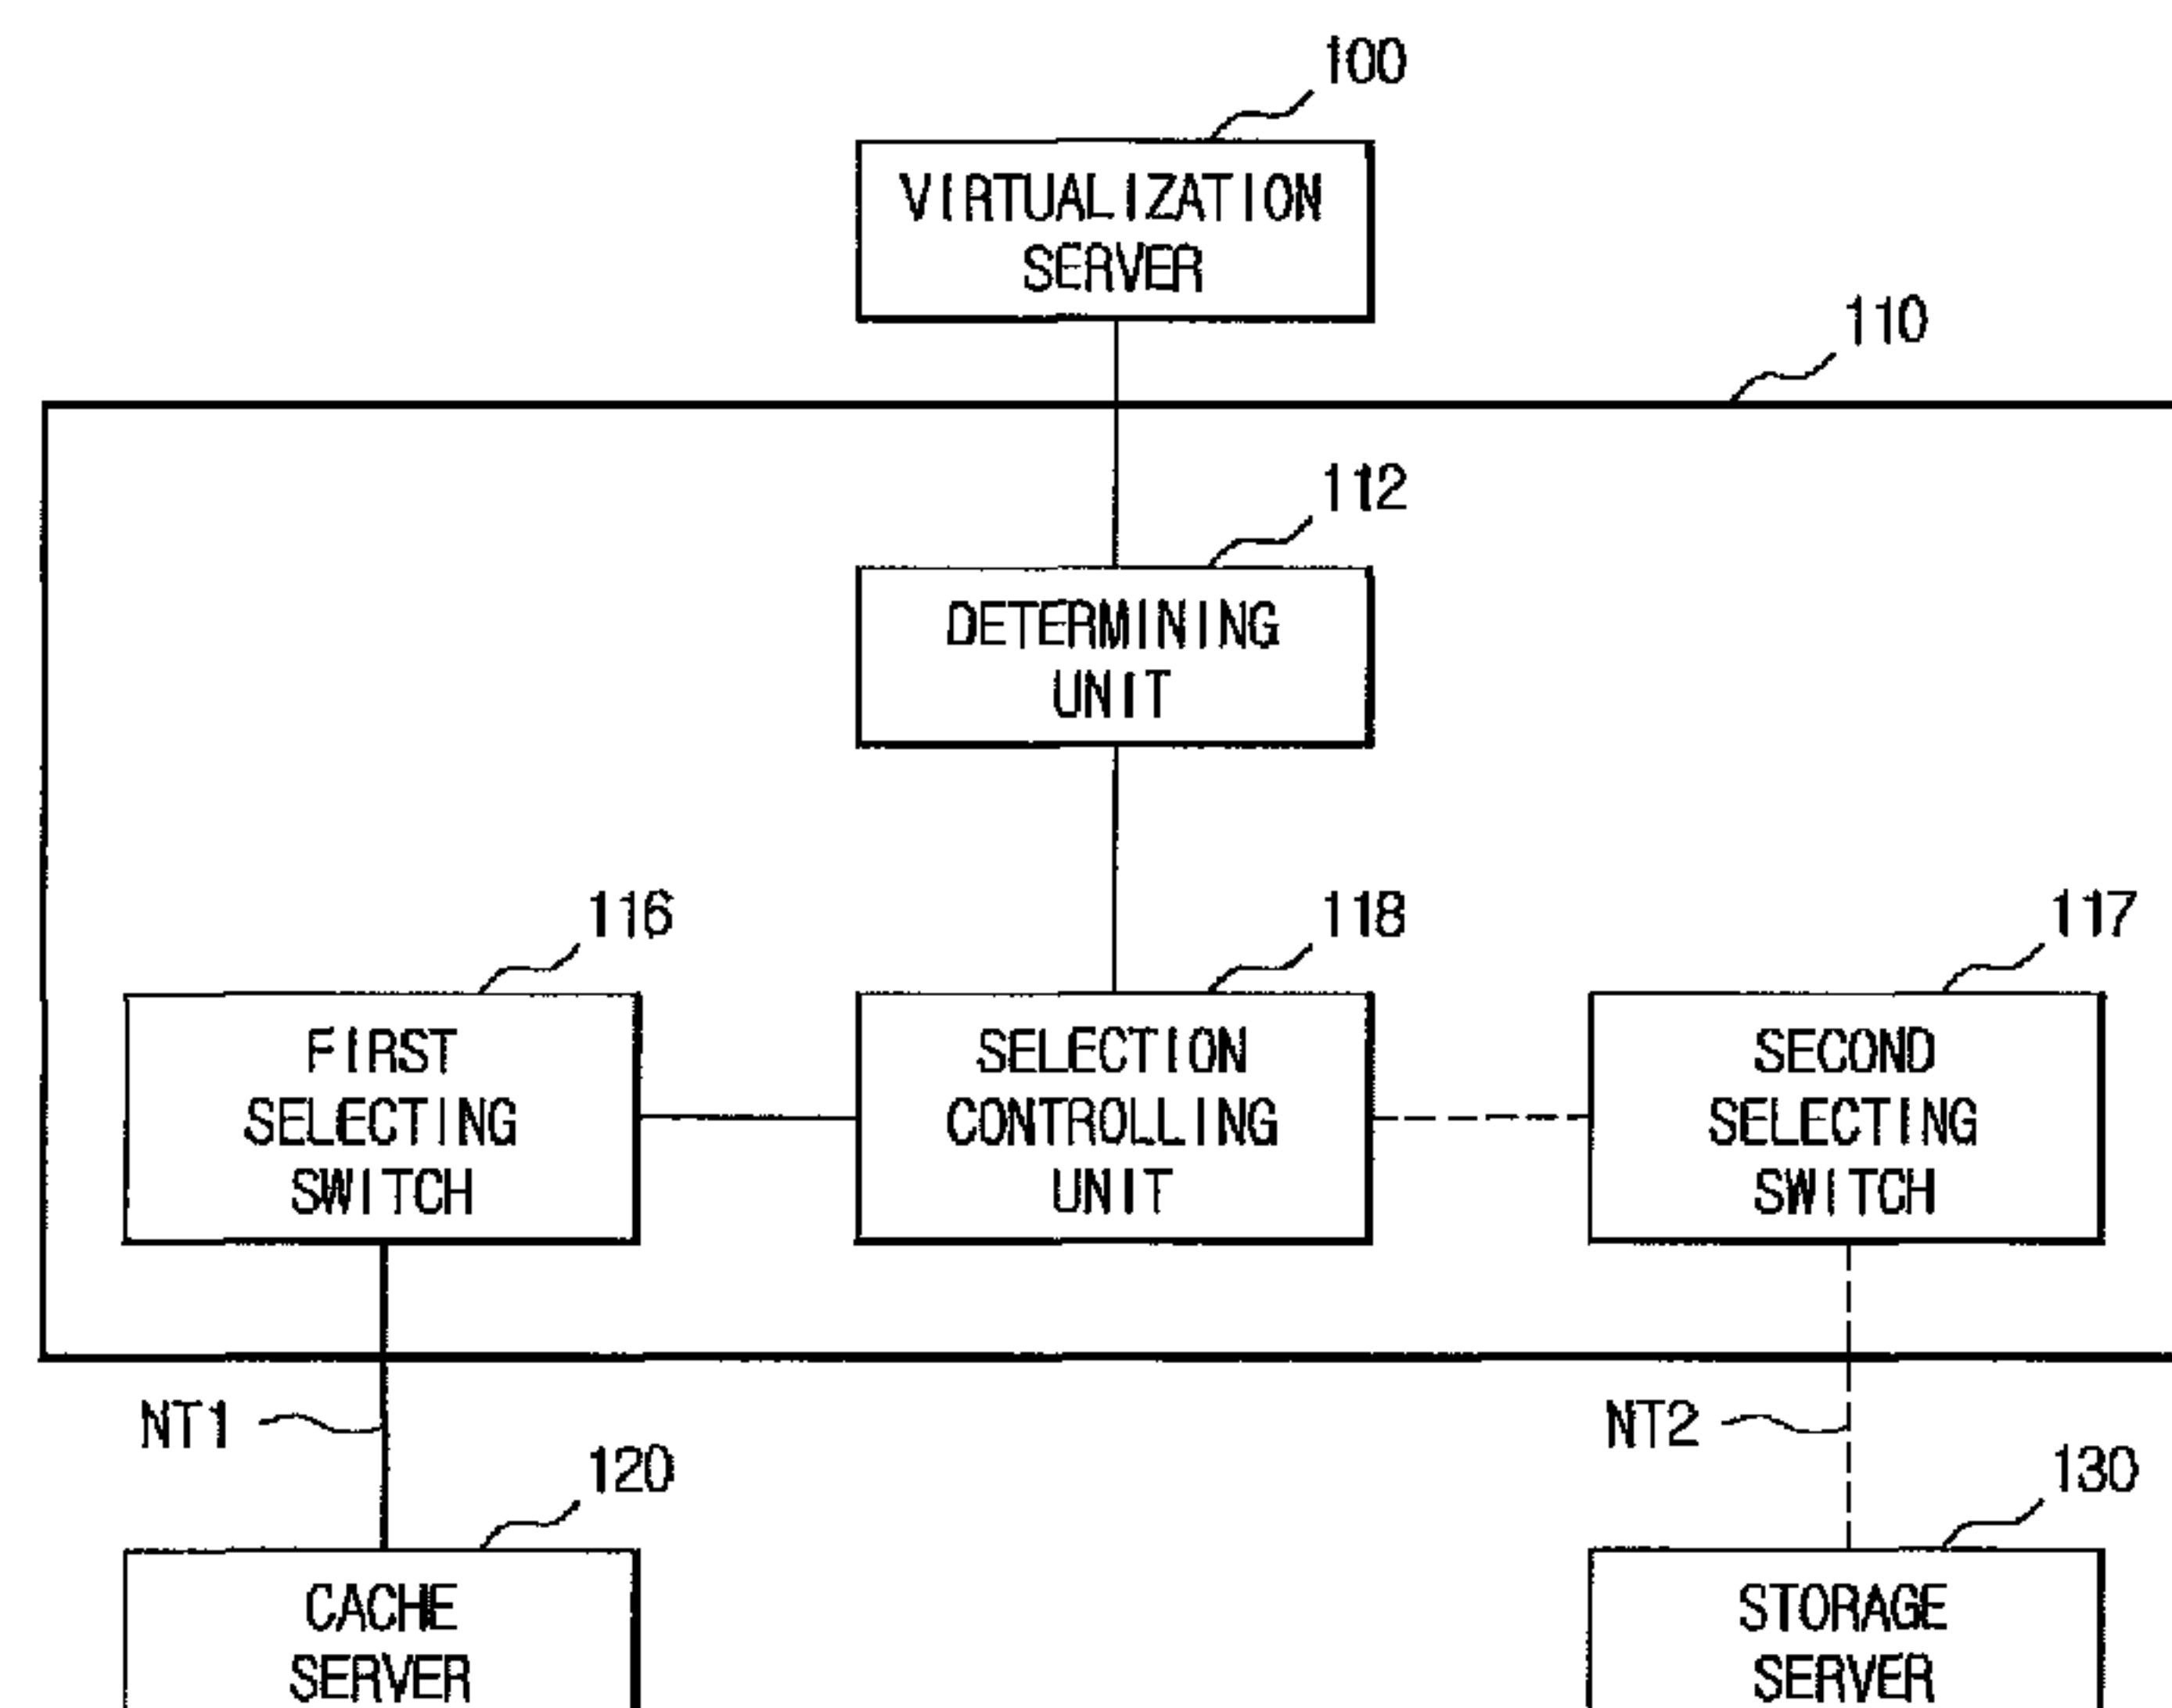 100
VIRTUALIZATION
SERVER
110
112
DETERMINING
UNIT
116
118
117
FIRST
SELECTING
SWITCH
SELECTION
CONTROLLING
UNIT
SECOND
SELECTING
SWITCH
NT1
NT2
120
130
CACHE
SERVER
STORAGE
SERVER